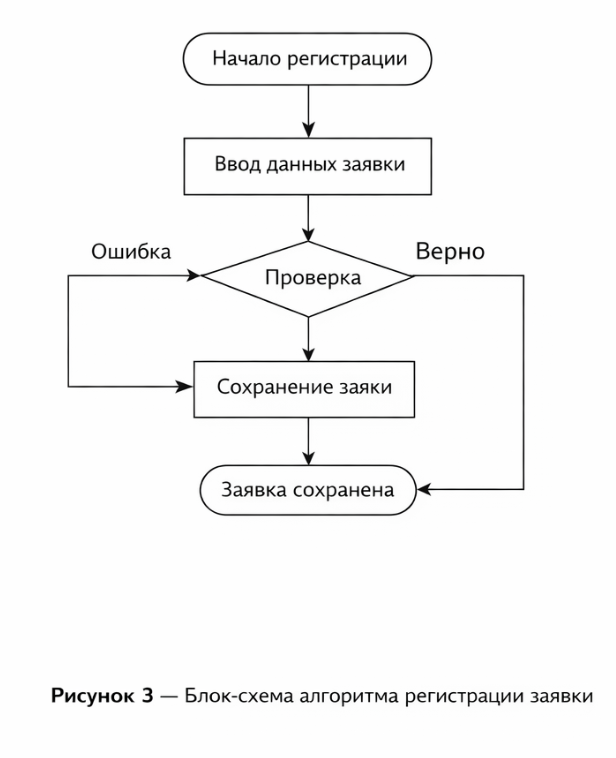 Начало регистрации
Ввод данных заявки
Ошибка
Верно
Проверка
Сохранение заяки
Заявка сохранена
Рисунок 3 — Блок-схема алгоритма регистрации заявки